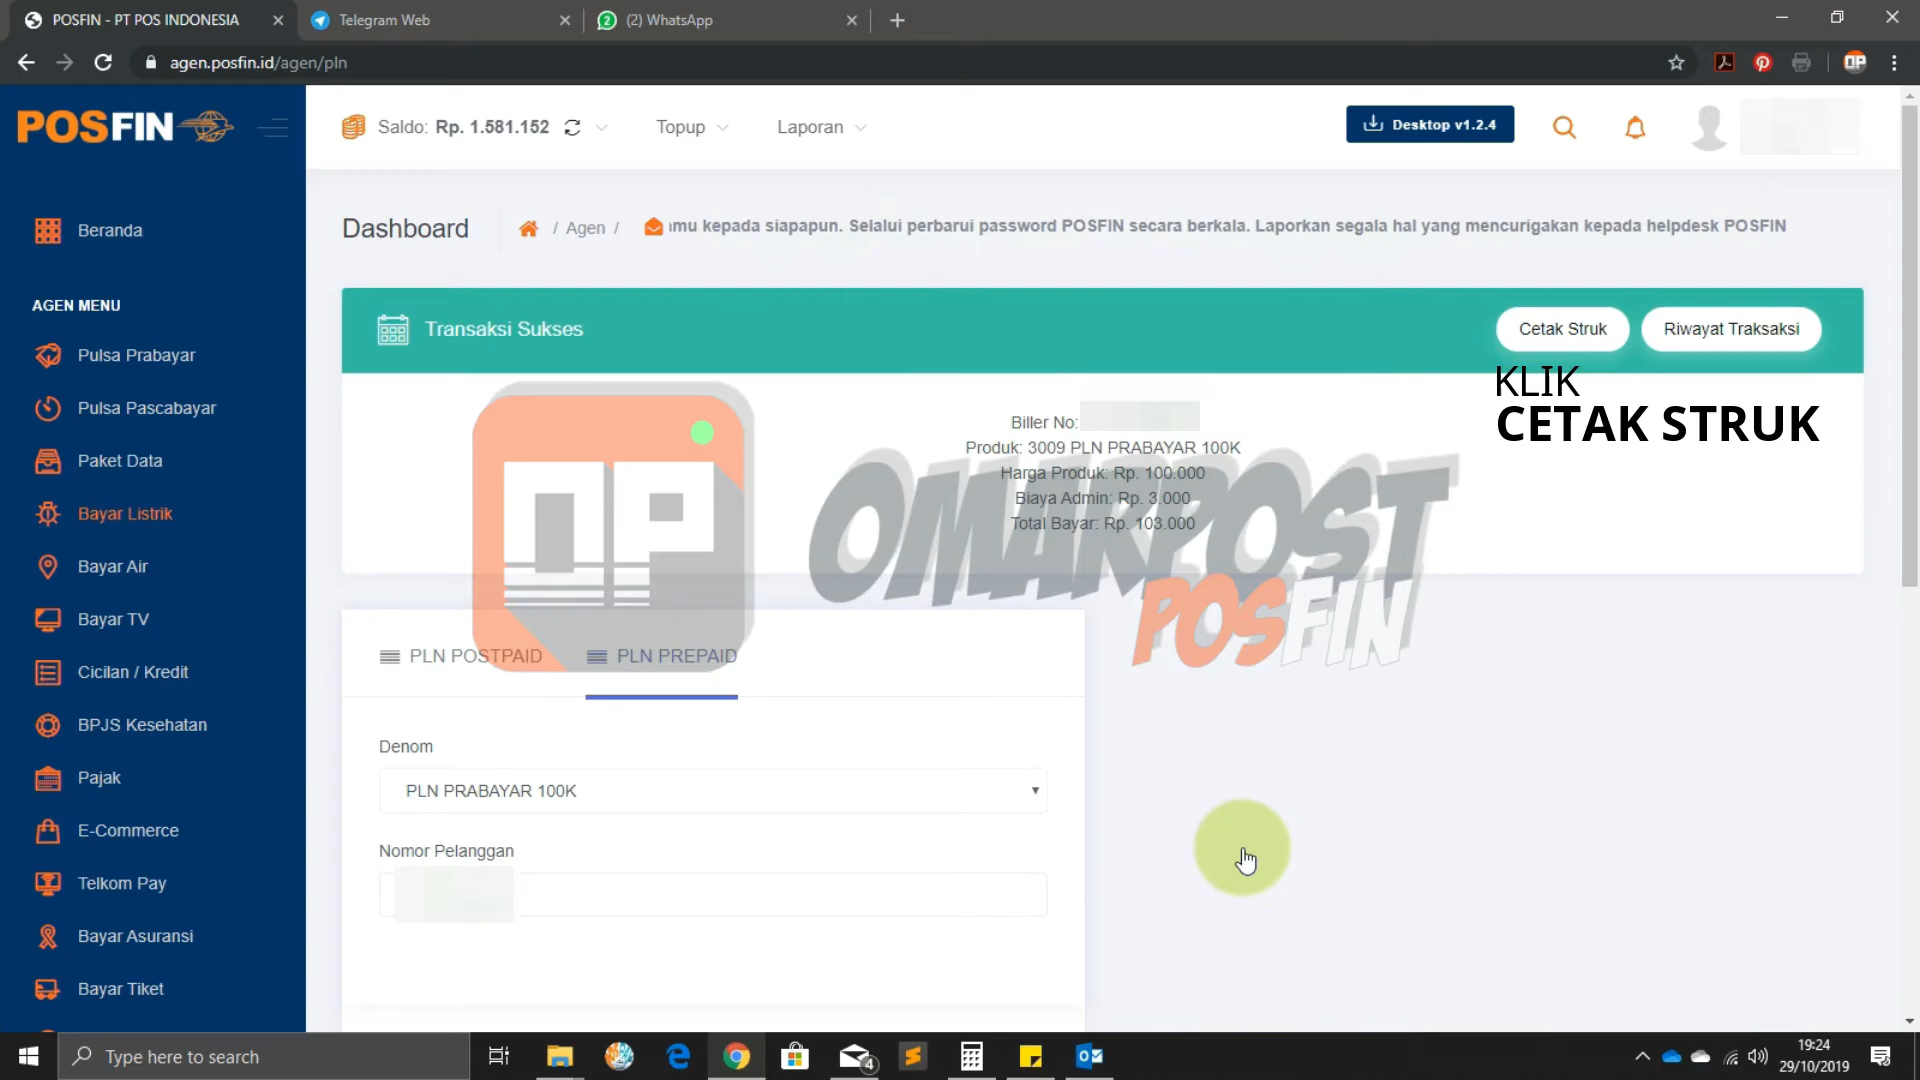 POSFIN - PT POS INDONESIA
Telegram Web
(2) WhatsApp
agen.posfin.id/agen/pln
POSFIN
Saldo: Rp. 1.581.152
Topup
Laporan
Desktop v1.2.4
Dashboard
/ Agen /
amu kepada siapapun. Selalui perbarui password POSFIN secara berkala. Laporkan segala hal yang mencurigakan kepada helpdesk POSFIN
Beranda
AGEN MENU
Pulsa Prabayar
Pulsa Pascabayar
Paket Data
Bayar Listrik
Bayar Air
Bayar TV
Cicilan / Kredit
BPJS Kesehatan
Pajak
E-Commerce
Telkom Pay
Bayar Asuransi
Bayar Tiket
Transaksi Sukses
Cetak Struk
Riwayat Traksaksi
KLIK
CETAK STRUK
Biller No:
Produk: 3009 PLN PRABAYAR 100K
Harga Produk: Rp. 100.000
Biaya Admin: Rp. 3.000
Total Bayar: Rp. 103.000
OP
OMARPOST
POSFIN
PLN POSTPAID
PLN PREPAID
Denom
PLN PRABAYAR 100K
Nomor Pelanggan
Type here to search
4
19:24
29/10/2019